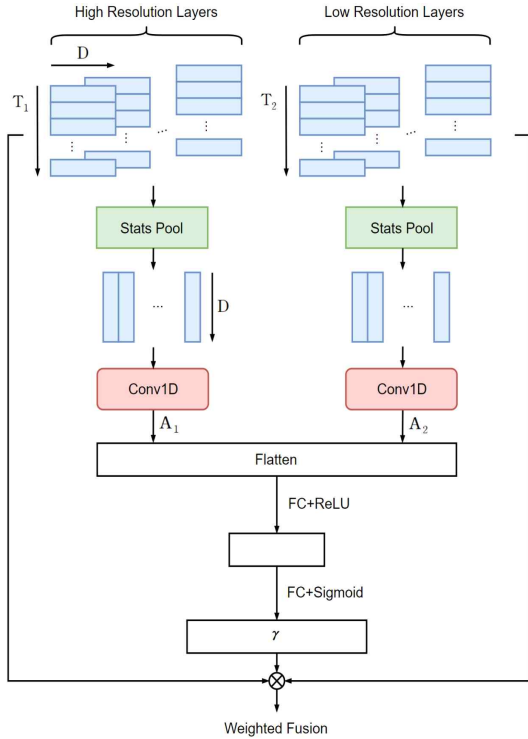 High Resolution Layers
Low Resolution Layers
D
T1
T2
...
...
...
...
...
...
Stats Pool
Stats Pool
...
D
...
Conv1D
Conv1D
A1
A2
Flatten
FC+ReLU
FC+Sigmoid
γ
Weighted Fusion